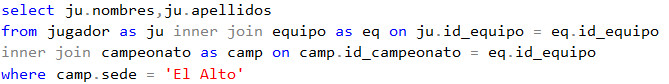 select ju.nombres,ju.apellidos
from jugador as ju inner join equipo as eq on ju.id_equipo = eq.id_equipo
inner join campeonato as camp on camp.id_campeonato = eq.id_equipo
where camp.sede = 'El Alto'